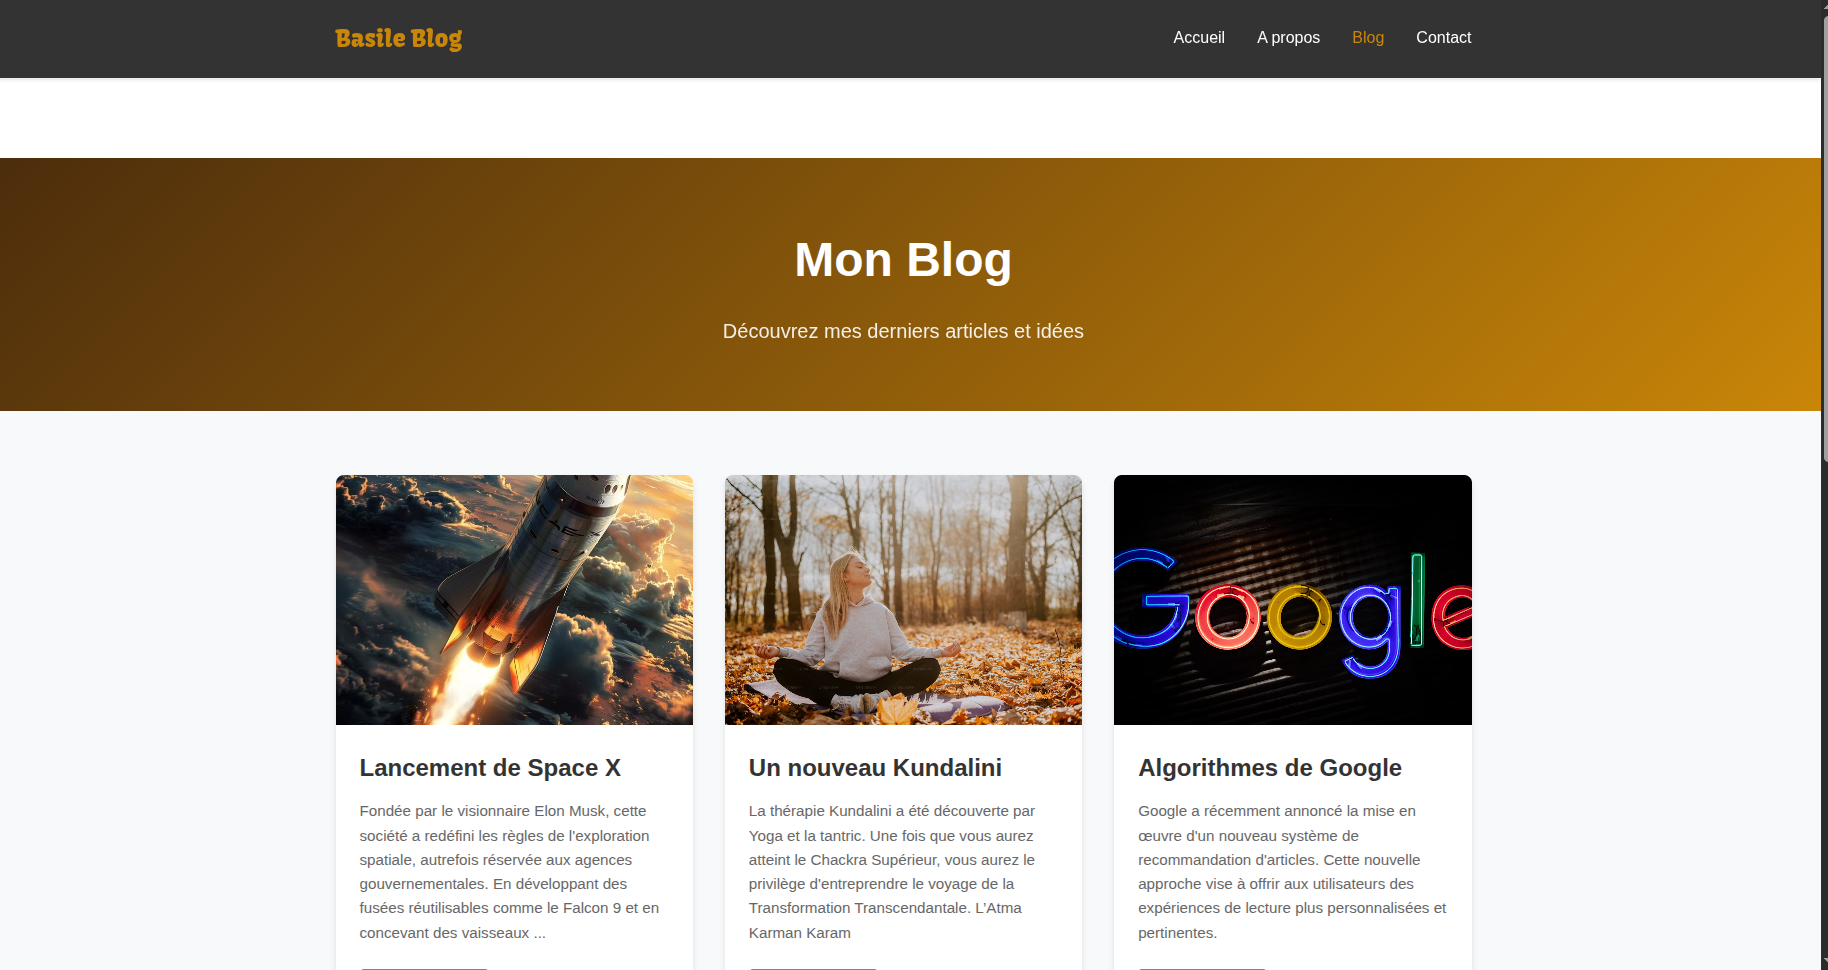 Basile Blog
Accueil A propos Blog Contact
Mon Blog
Découvrez mes derniers articles et idées
Google
Lancement de Space X
Fondée par le visionnaire Elon Musk, cette
société a redéfini les règles de l'exploration
spatiale, autrefois réservée aux agences
gouvernementales. En développant des
fusées réutilisables comme le Falcon 9 et en
concevant des vaisseaux ...
Un nouveau Kundalini
La thérapie Kundalini a été découverte par
Yoga et la tantric. Une fois que vous aurez
atteint le Chackra Supérieur, vous aurez le
privilège d'entreprendre le voyage de la
Transformation Transcendantale. L'Atma
Karman Karam
Algorithmes de Google
Google a récemment annoncé la mise en
œuvre d'un nouveau système de
recommandation d'articles. Cette nouvelle
approche vise à offrir aux utilisateurs des
expériences de lecture plus personnalisées et
pertinentes.